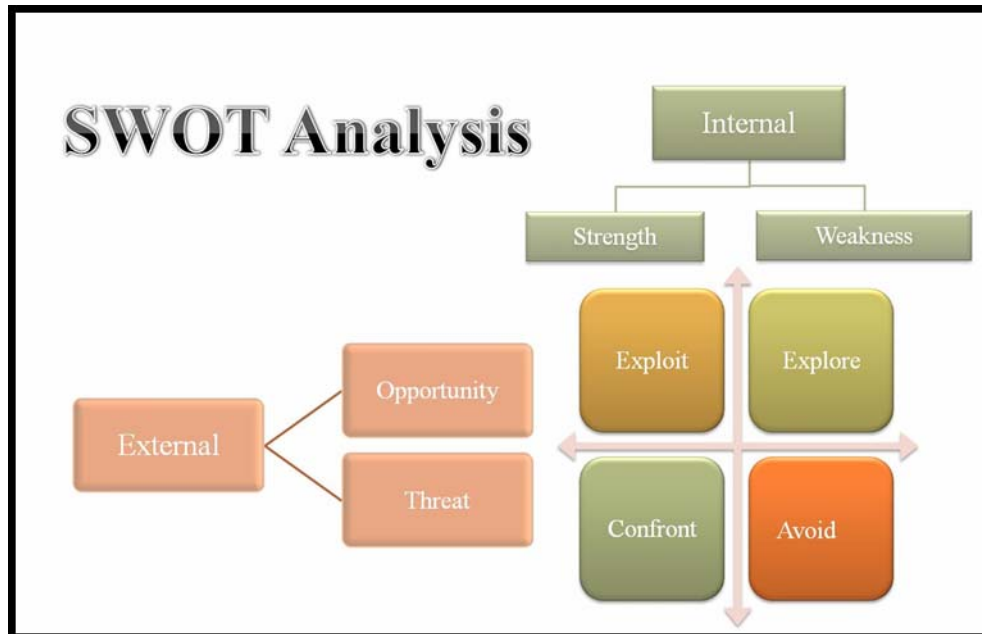 SWOT Analysis
Internal
Strength
Weakness
Exploit
Explore
External
Opportunity
Threat
Confront
Avoid